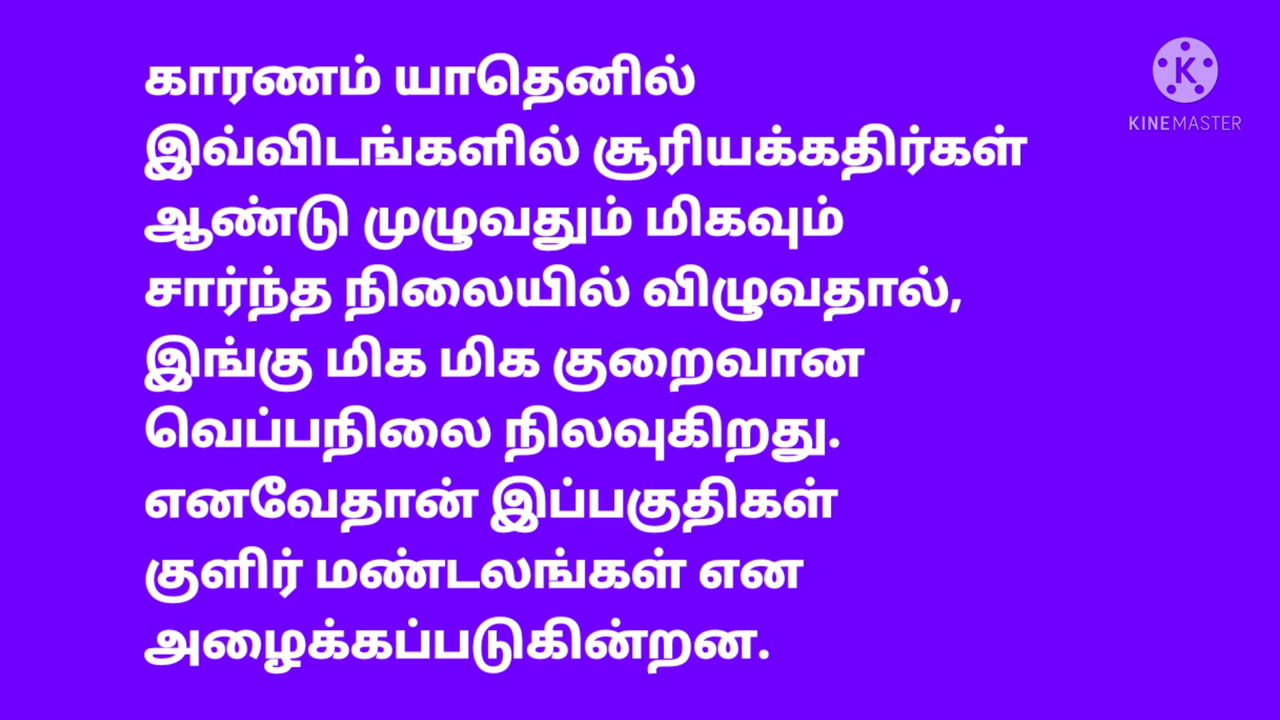 காரணம் யாதெனில்
இவ்விடங்களில் சூரியக்கதிர்கள்
ஆண்டு முழுவதும் மிகவும்
சார்ந்த நிலையில் விழுவதால்,
இங்கு மிக மிக குறைவான
வெப்பநிலை நிலவுகிறது.
எனவேதான் இப்பகுதிகள்
குளிர் மண்டலங்கள் என
அழைக்கப்படுகின்றன.
K
KINEMASTER